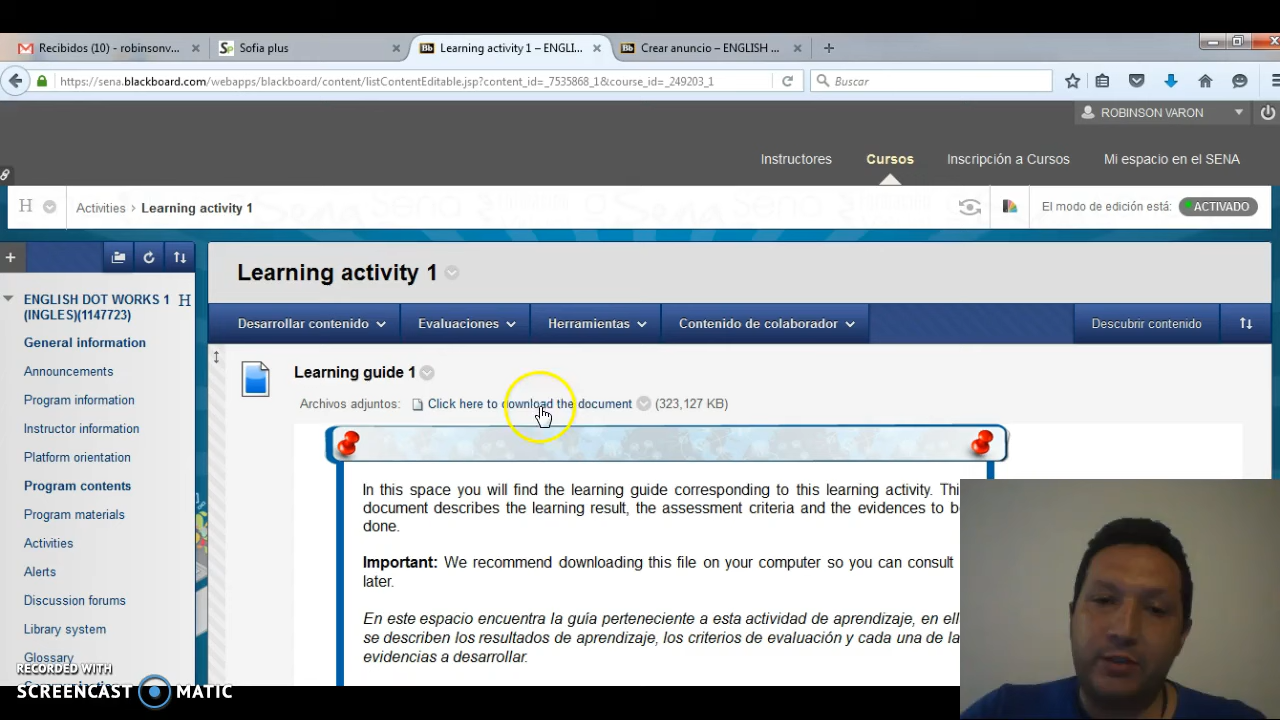 Recibidos (10) - robinsonv...
Sofia plus
Learning activity 1 – ENGLI...
Crear anuncio – ENGLISH ...
https://sena.blackboard.com/webapps/blackboard/content/listContentEditable.jsp?content_id=_7535868_1&course_id=_249203_1
Buscar
ROBINSON VARON
Instructores
Cursos
Inscripción a Cursos
Mi espacio en el SENA
H
Activities › Learning activity 1
El modo de edición está:
ACTIVADO
Learning activity 1
ENGLISH DOT WORKS 1
(INGLES)(1147723)
H
General information
Announcements
Program information
Instructor information
Platform orientation
Program contents
Program materials
Activities
Alerts
Discussion forums
Library system
Glossary
Desarrollar contenido
Evaluaciones
Herramientas
Contenido de colaborador
Descubrir contenido
Learning guide 1
Archivos adjuntos: Click here to download the document (323,127 KB)
In this space you will find the learning guide corresponding to this learning activity. Thi
document describes the learning result, the assessment criteria and the evidences to b
done.
Important: We recommend downloading this file on your computer so you can consult
later.
En este espacio encuentra la guía perteneciente a esta actividad de aprendizaje, en ell
se describen los resultados de aprendizaje, los criterios de evaluación y cada una de la
evidencias a desarrollar.
RECORDED WITH
SCREENCAST MATIC